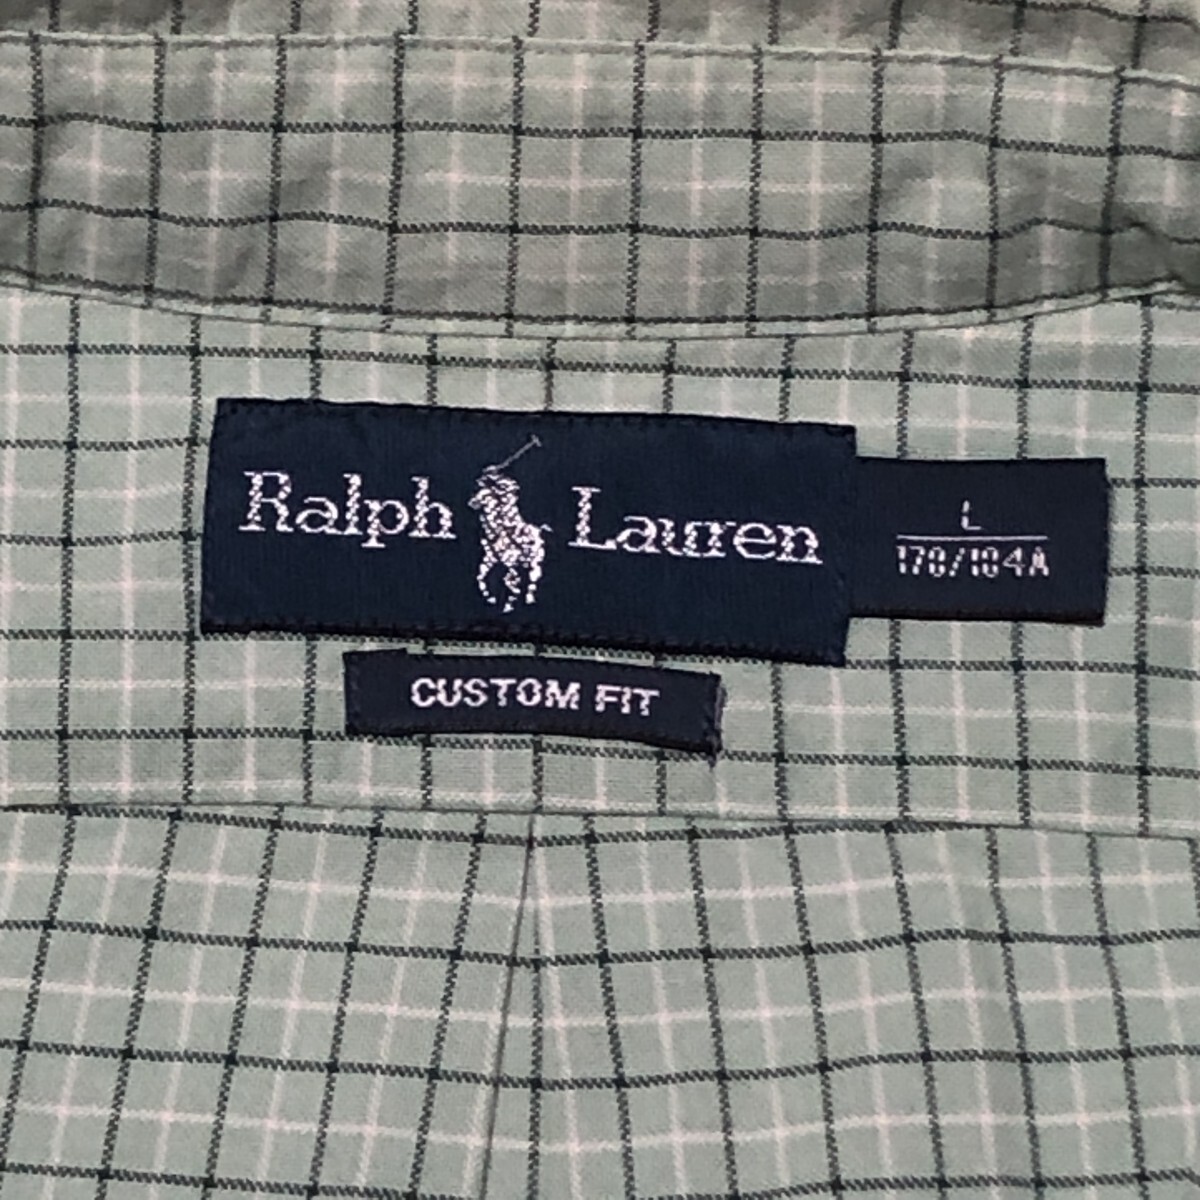 Ralph Lauren
L
170/104A
CUSTOM FIT